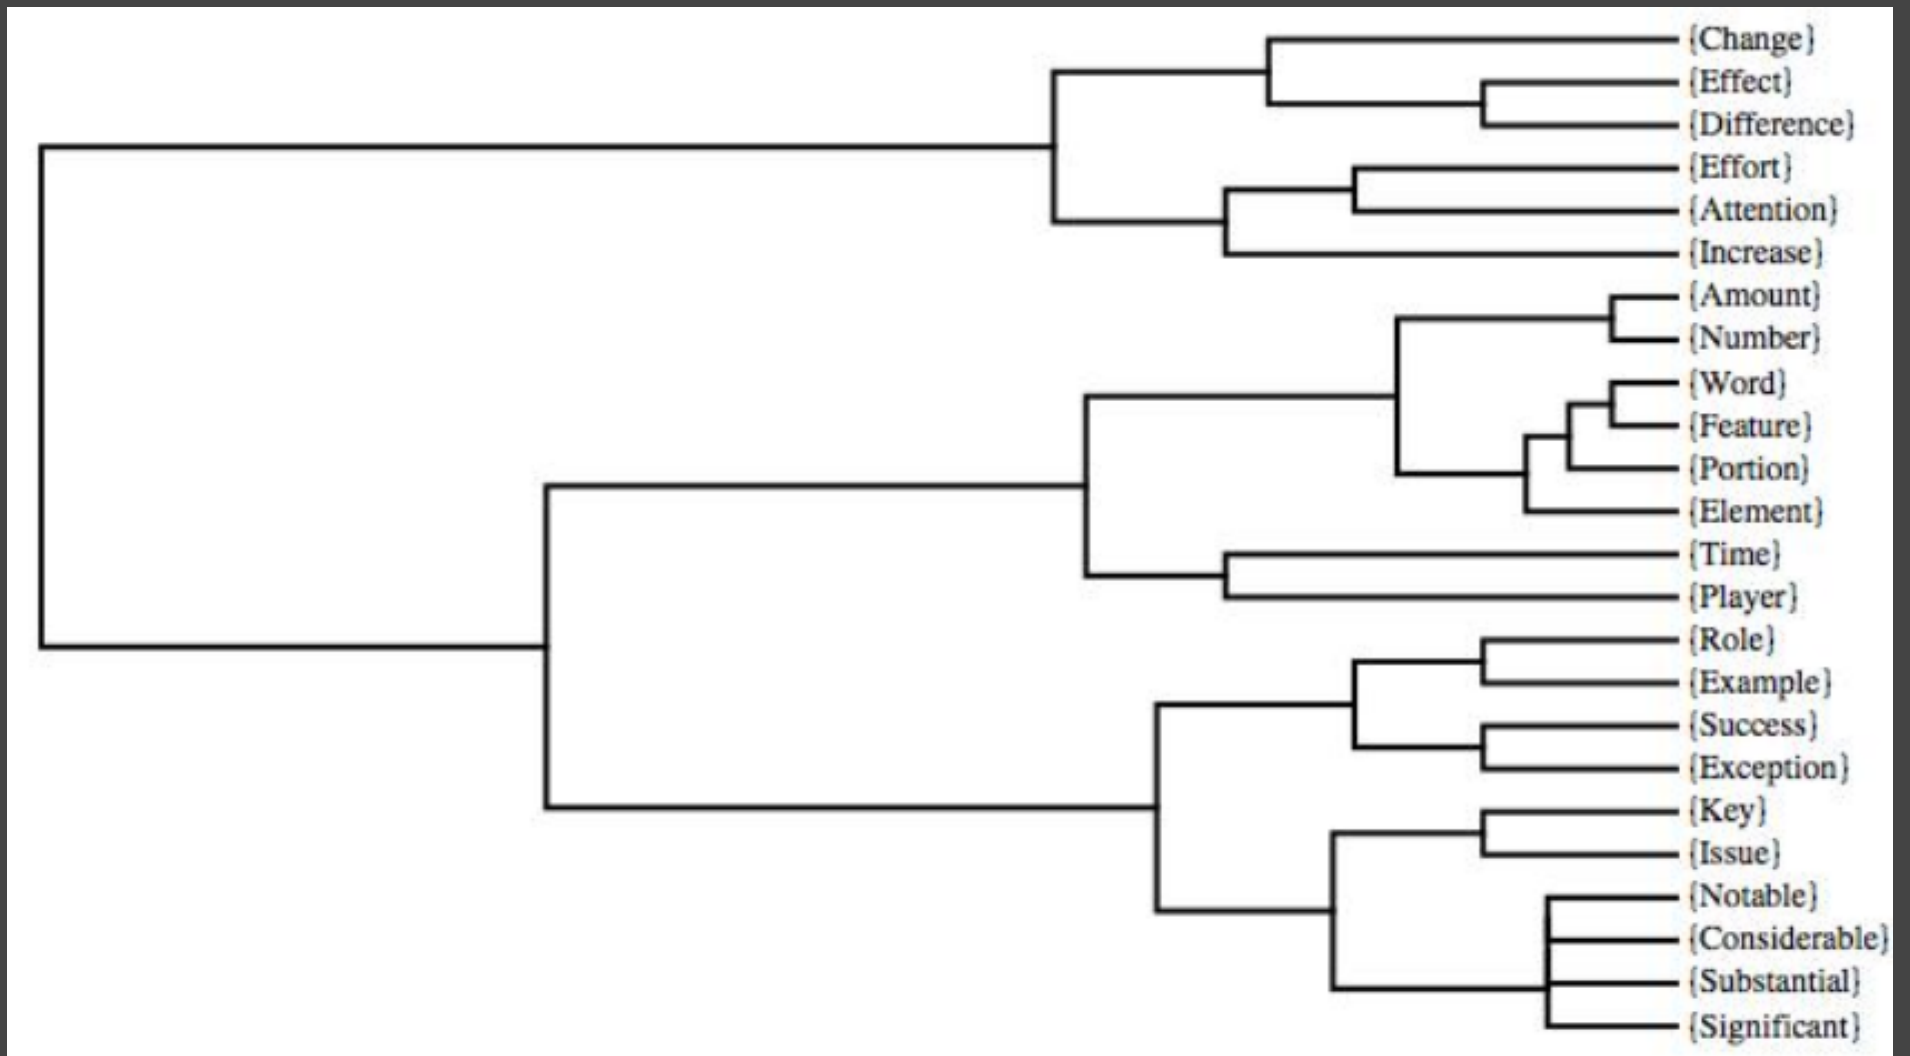 {Change}
{Effect}
{Difference}
{Effort}
{Attention}
{Increase}
{Amount}
{Number}
{Word}
{Feature}
{Portion}
{Element}
{Time}
{Player}
{Role}
{Example}
{Success}
{Exception}
{Key}
{Issue}
{Notable}
{Considerable}
{Substantial}
{Significant}